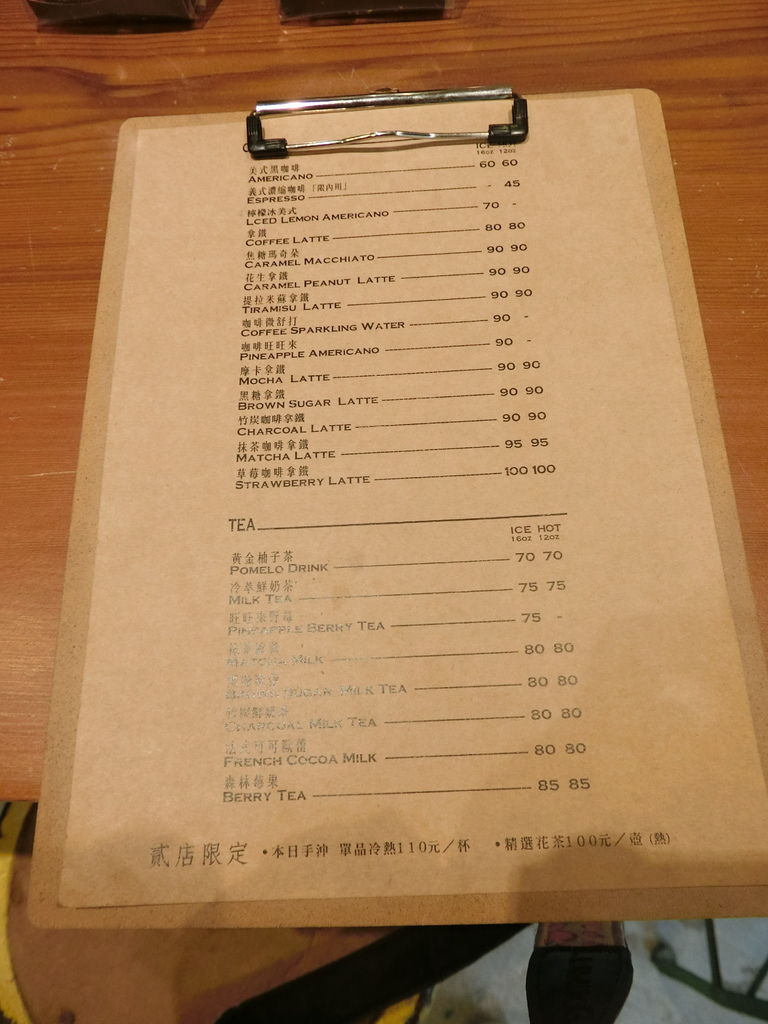 ICE HOT
16oz 12oz
美式黑咖啡
AMERICANO 60 60
義式濃縮咖啡「限內用」
ESPRESSO - 45
檸檬冰美式
LCED LEMON AMERICANO 70 -
拿鐵
COFFEE LATTE 80 80
焦糖瑪奇朵
CARAMEL MACCHIATO 90 90
花生拿鐵
CARAMEL PEANUT LATTE 90 90
提拉米蘇拿鐵
TIRAMISU LATTE 90 90
咖啡微舒打
COFFEE SPARKLING WATER 90 -
咖啡旺旺來
PINEAPPLE AMERICANO 90 -
摩卡拿鐵
MOCHA LATTE 90 90
黑糖拿鐵
BROWN SUGAR LATTE 90 90
竹炭咖啡拿鐵
CHARCOAL LATTE 90 90
抹茶咖啡拿鐵
MATCHA LATTE 95 95
草莓咖啡拿鐵
STRAWBERRY LATTE 100 100
TEA
ICE HOT
16oz 12oz
黃金柚子茶
POMELO DRINK 70 70
冷萃鮮奶茶
MILK TEA 75 75
旺旺來野莓
PINEAPPLE BERRY TEA 75 -
MATCHA MILK 80 80
BROWN SUGAR MILK TEA 80 80
竹炭鮮奶茶
CHARCOAL MILK TEA 80 80
法式可可歐蕾
FRENCH COCOA MILK 80 80
森林莓果
BERRY TEA 85 85
貳店限定 •本日手沖 單品冷熱110元／杯 •精選花茶100元／壺(熱)